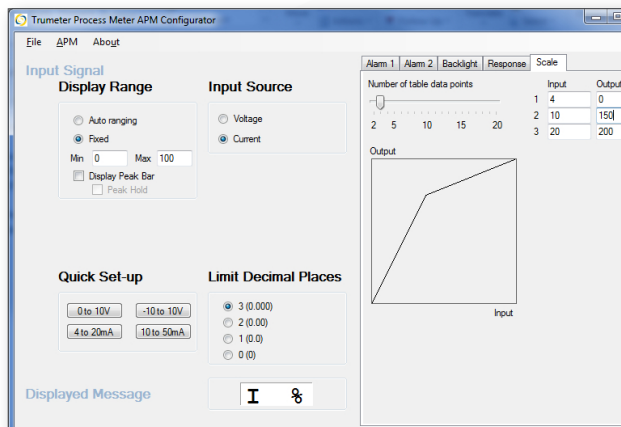 Trumeter Process Meter APM Configurator
File APM About
Input Signal
Display Range
Auto ranging
Fixed
Min 0 Max 100
Display Peak Bar
Peak Hold
Input Source
Voltage
Current
Quick Set-up
0 to 10V -10 to 10V
4 to 20mA 10 to 50mA
Limit Decimal Places
3 (0.000)
2 (0.00)
1 (0.0)
0 (0)
Displayed Message
I %
Alarm 1 Alarm 2 Backlight Response Scale
Number of table data points
2 5 10 15 20
Input Output
1 4 0
2 10 150
3 20 200
Output
Input